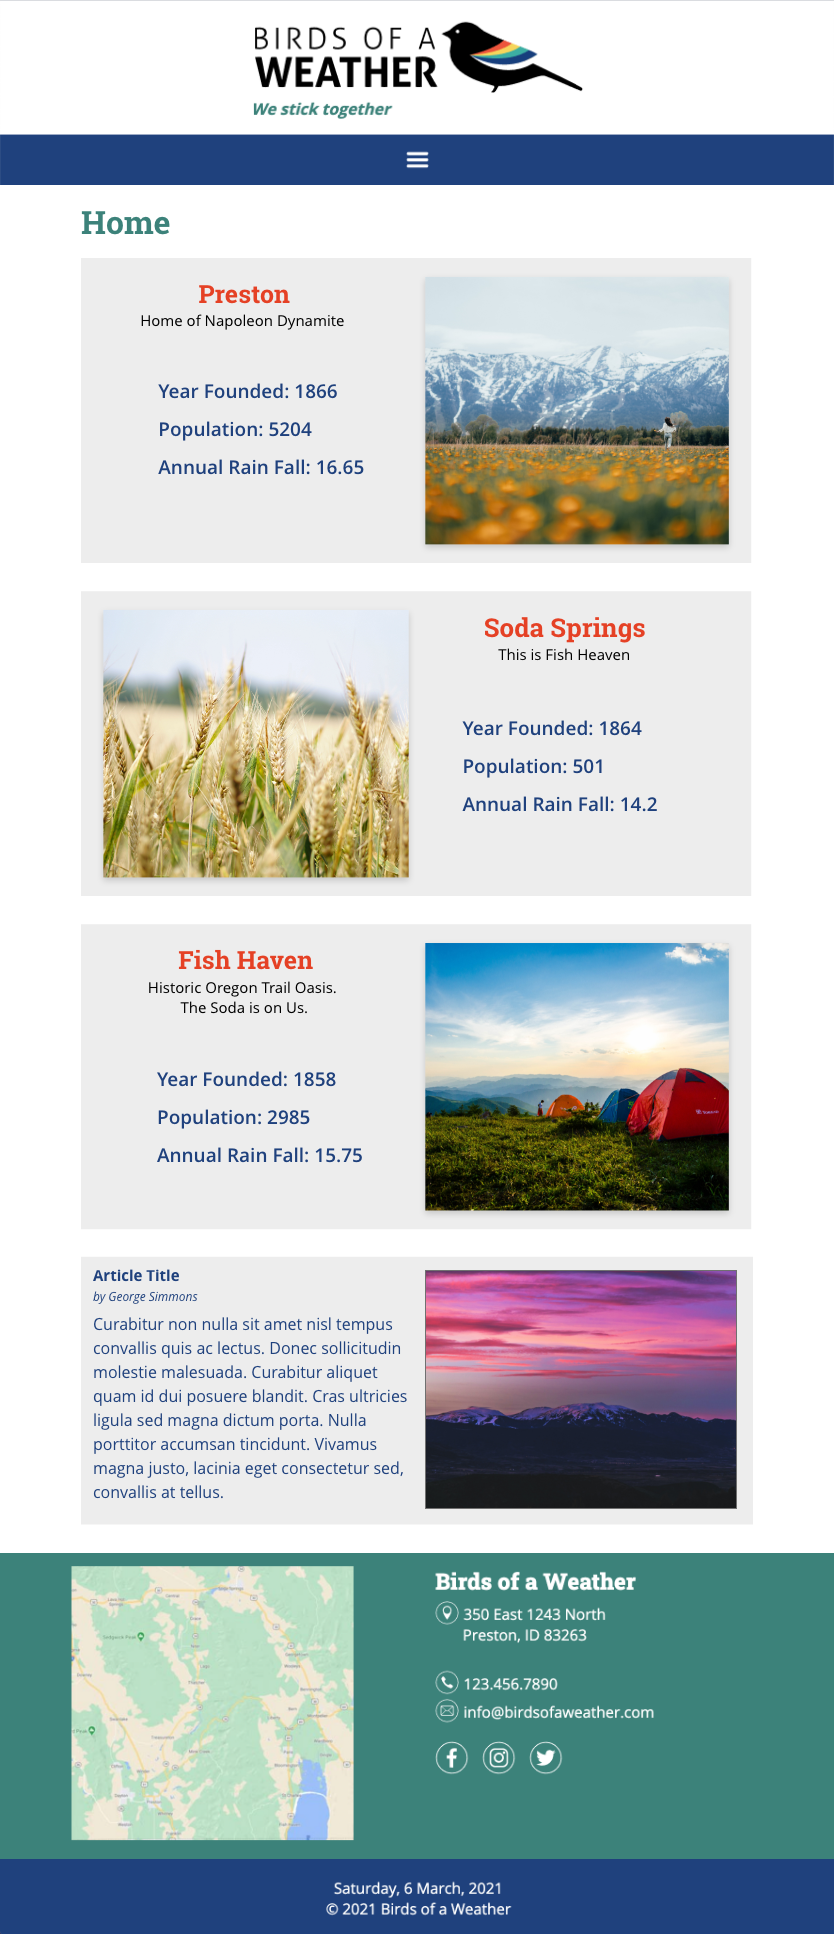 BIRDS OF A
WEATHER
We stick together
Home
Preston
Home of Napoleon Dynamite
Year Founded: 1866
Population: 5204
Annual Rain Fall: 16.65
Soda Springs
This is Fish Heaven
Year Founded: 1864
Population: 501
Annual Rain Fall: 14.2
Fish Haven
Historic Oregon Trail Oasis.
The Soda is on Us.
Year Founded: 1858
Population: 2985
Annual Rain Fall: 15.75
Article Title
by George Simmons
Curabitur non nulla sit amet nisl tempus
convallis quis ac lectus. Donec sollicitudin
molestie malesuada. Curabitur aliquet
quam id dui posuere blandit. Cras ultricies
ligula sed magna dictum porta. Nulla
porttitor accumsan tincidunt. Vivamus
magna justo, lacinia eget consectetur sed,
convallis at tellus.
Birds of a Weather
350 East 1243 North
Preston, ID 83263
123.456.7890
info@birdsofaweather.com
Saturday, 6 March, 2021
© 2021 Birds of a Weather